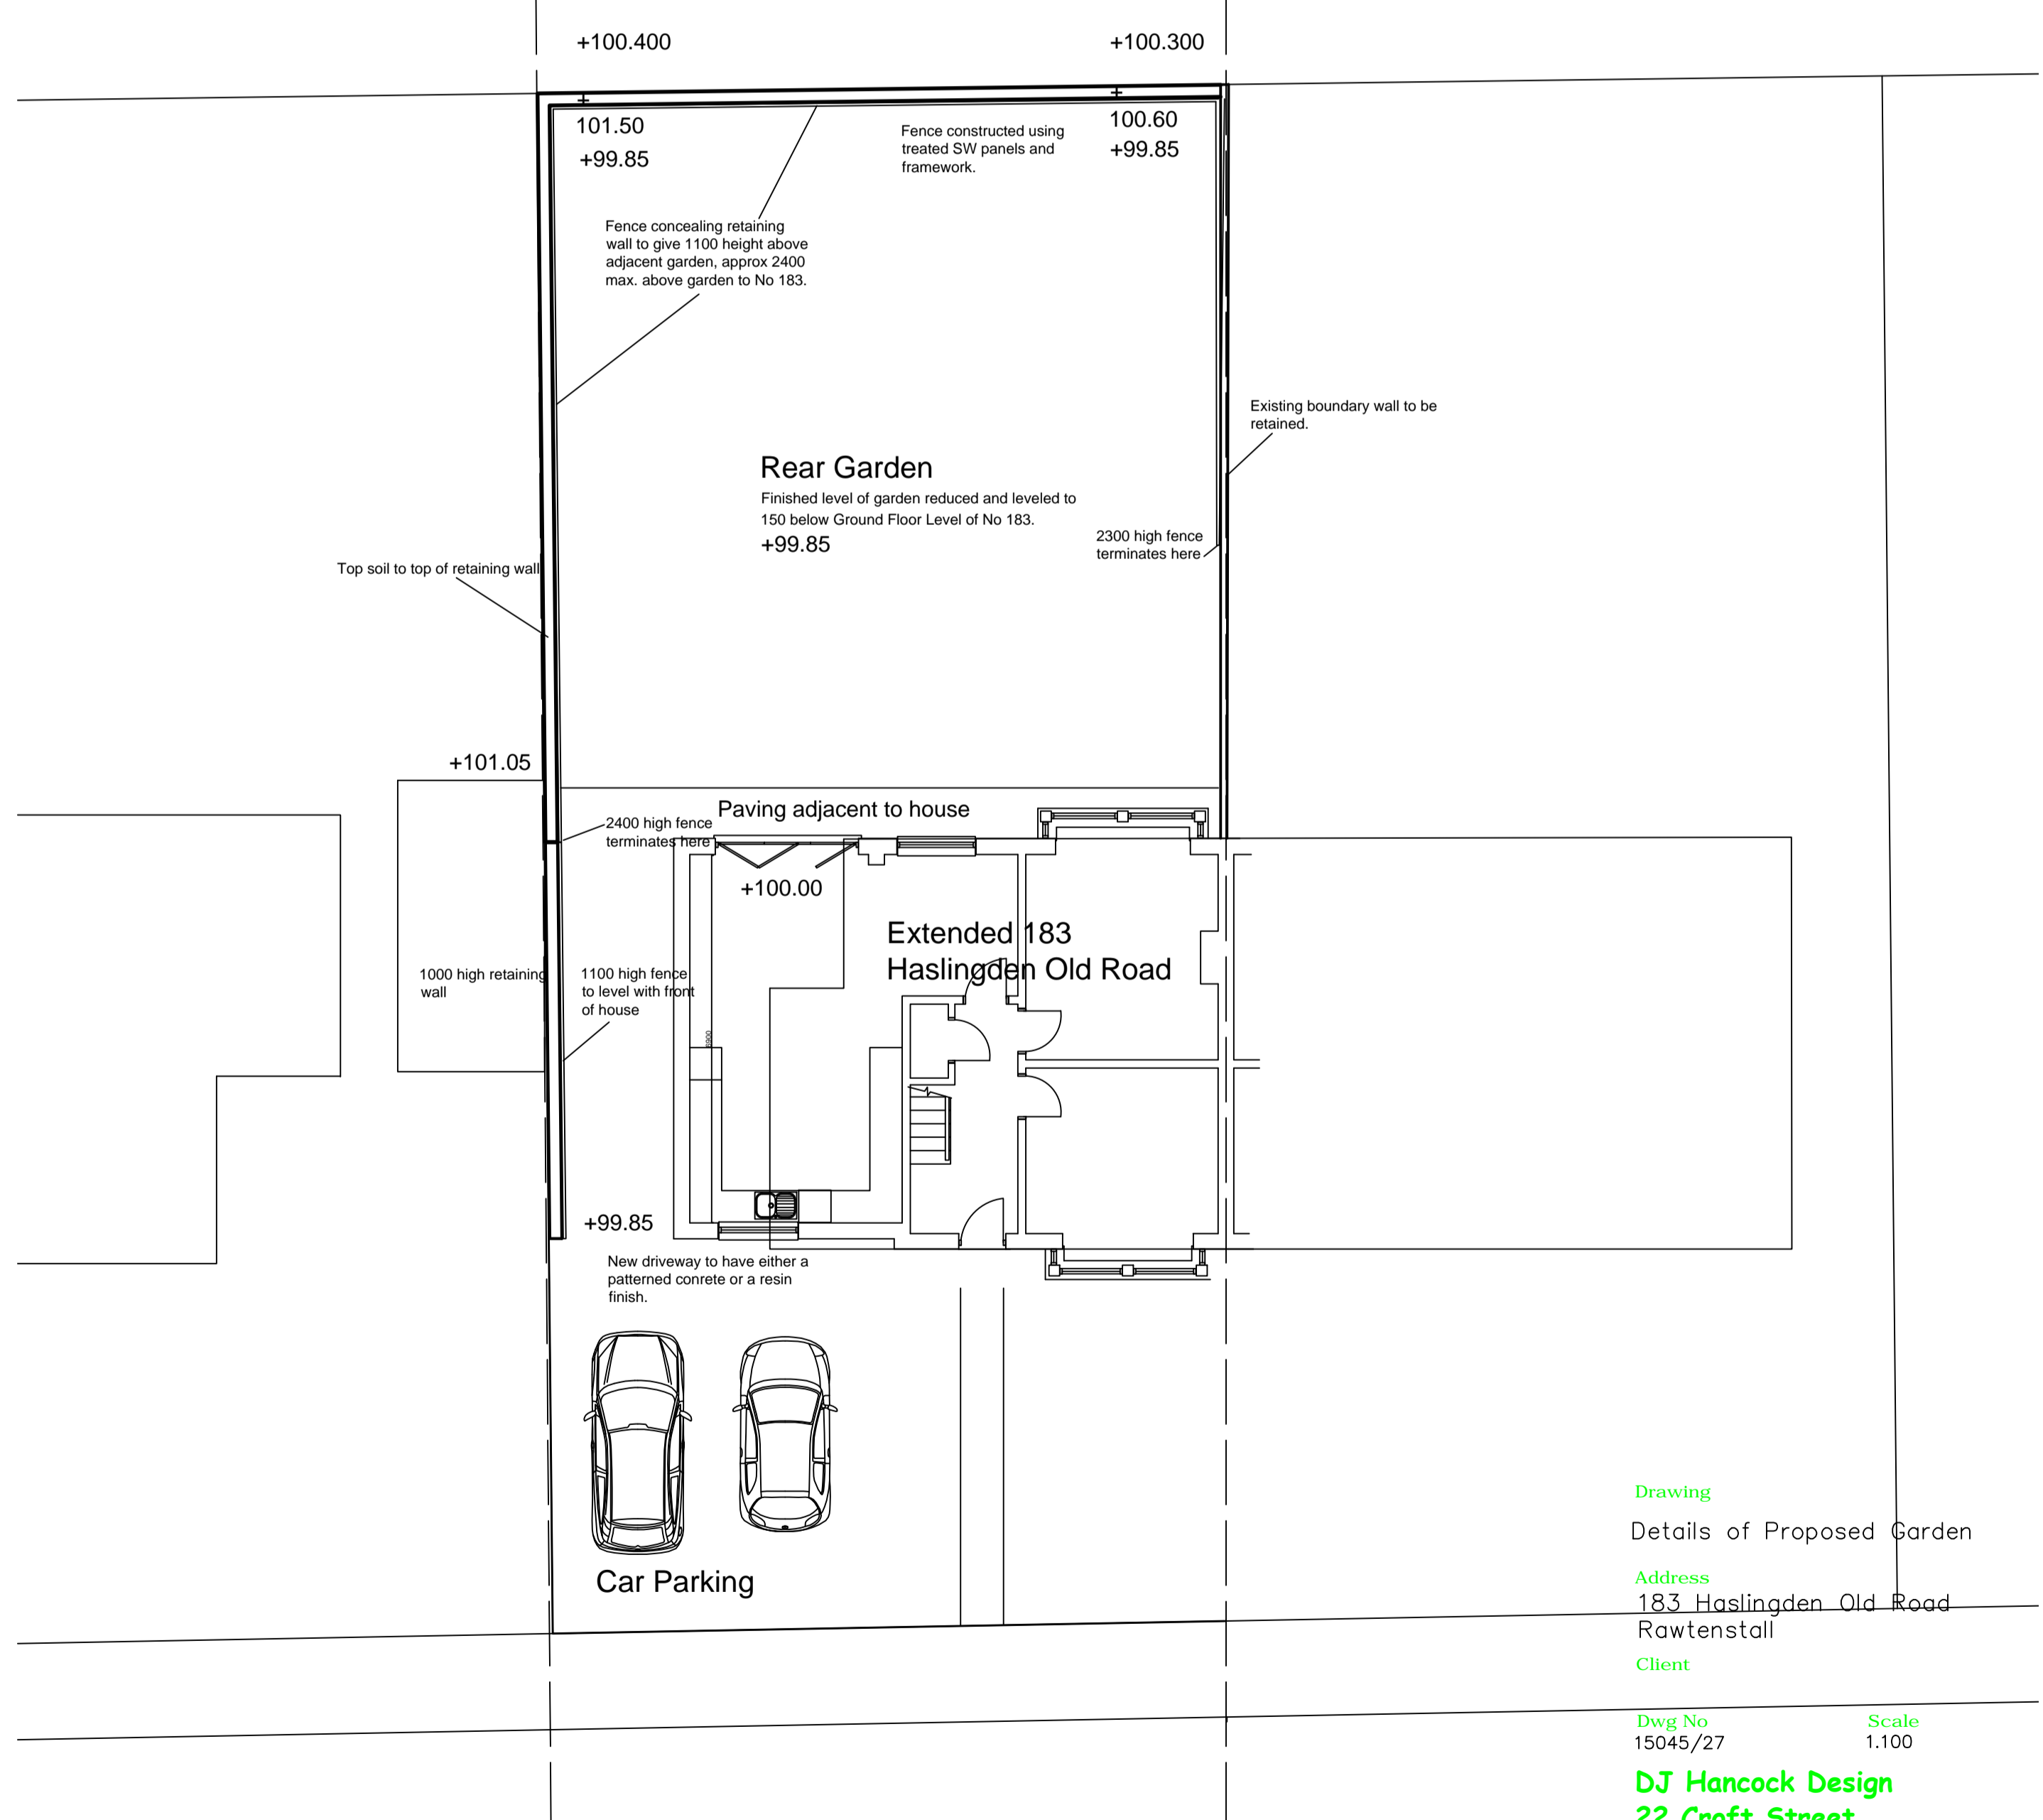 +100.400
+100.300
101.50
+99.85
Fence constructed using
treated SW panels and
framework.
100.60
+99.85
Fence concealing retaining
wall to give 1100 height above
adjacent garden, approx 2400
max. above garden to No 183.
Existing boundary wall to be
retained.
Rear Garden
Finished level of garden reduced and leveled to
150 below Ground Floor Level of No 183.
+99.85
2300 high fence
terminates here
Top soil to top of retaining wall
+101.05
Paving adjacent to house
2400 high fence
terminates here
+100.00
Extended 183
Haslingden Old Road
1000 high retaining
wall
1100 high fence
to level with front
of house
6900
+99.85
New driveway to have either a
patterned conrete or a resin
finish.
Car Parking
Drawing
Details of Proposed Garden
Address
183 Haslingden Old Road
Rawtenstall
Client
Dwg No
Scale
15045/27
1.100
DJ Hancock Design
22 Croft Street